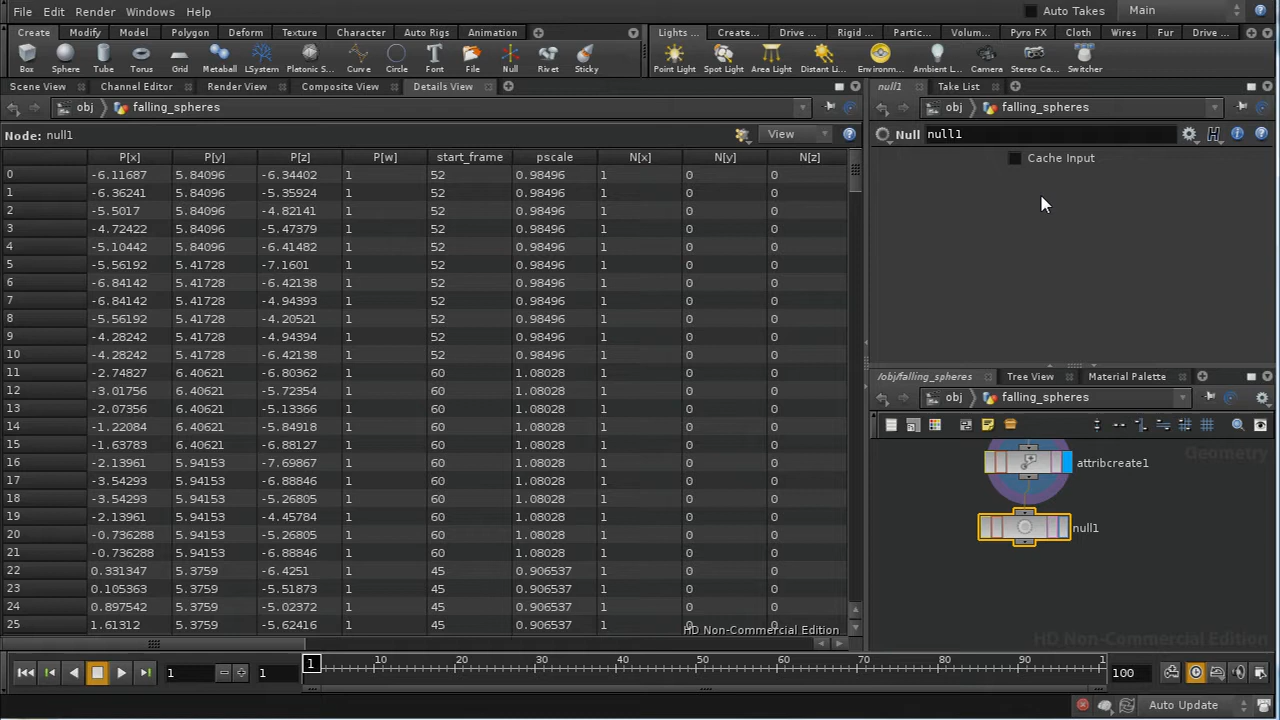 File Edit Render Windows Help Auto Takes Main
Create Modify Model Polygon Deform Texture Character Auto Rigs Animation Lights ... Create... Drive ... Rigid ... Partic... Volum... Pyro FX Cloth Wires Fur Drive ...
Box Sphere Tube Torus Grid Metaball LSystem Platonic S... Curve Circle Font File Null Rivet Sticky Point Light Spot Light Area Light Distant Li... Environm... Ambient L... Camera Stereo Ca... Switcher
Scene View Channel Editor Render View Composite View Details View null1 Take List
obj falling_spheres obj falling_spheres
Node: null1 View Null null1
Cache Input
P[x] P[y] P[z] P[w] start_frame pscale N[x] N[y] N[z]
0 -6.11687 5.84096 -6.34402 1 52 0.98496 1 0 0
1 -6.36241 5.84096 -5.35924 1 52 0.98496 1 0 0
2 -5.5017 5.84096 -4.82141 1 52 0.98496 1 0 0
3 -4.72422 5.84096 -5.47379 1 52 0.98496 1 0 0
4 -5.10442 5.84096 -6.41482 1 52 0.98496 1 0 0
5 -5.56192 5.41728 -7.1601 1 52 0.98496 1 0 0
6 -6.84142 5.41728 -6.42138 1 52 0.98496 1 0 0
7 -6.84142 5.41728 -4.94393 1 52 0.98496 1 0 0
8 -5.56192 5.41728 -4.20521 1 52 0.98496 1 0 0
9 -4.28242 5.41728 -4.94394 1 52 0.98496 1 0 0
10 -4.28242 5.41728 -6.42138 1 52 0.98496 1 0 0
11 -2.74827 6.40621 -6.80362 1 60 1.08028 1 0 0
12 -3.01756 6.40621 -5.72354 1 60 1.08028 1 0 0
13 -2.07356 6.40621 -5.13366 1 60 1.08028 1 0 0
14 -1.22084 6.40621 -5.84918 1 60 1.08028 1 0 0
15 -1.63783 6.40621 -6.88127 1 60 1.08028 1 0 0
16 -2.13961 5.94153 -7.69867 1 60 1.08028 1 0 0
17 -3.54293 5.94153 -6.88846 1 60 1.08028 1 0 0
18 -3.54293 5.94153 -5.26805 1 60 1.08028 1 0 0
19 -2.13961 5.94153 -4.45784 1 60 1.08028 1 0 0
20 -0.736288 5.94153 -5.26805 1 60 1.08028 1 0 0
21 -0.736288 5.94153 -6.88846 1 60 1.08028 1 0 0
22 0.331347 5.3759 -6.4251 1 45 0.906537 1 0 0
23 0.105363 5.3759 -5.51873 1 45 0.906537 1 0 0
24 0.897542 5.3759 -5.02372 1 45 0.906537 1 0 0
25 1.61312 5.3759 -5.62416 1 45 0.906537
HD Non-Commercial Edition
/obj/falling_spheres Tree View Material Palette
obj falling_spheres
Geometry
attribcreate1
null1
HD Non-Commercial Edition
1 1 1 10 20 30 40 50 60 70 80 90 1 100
Auto Update